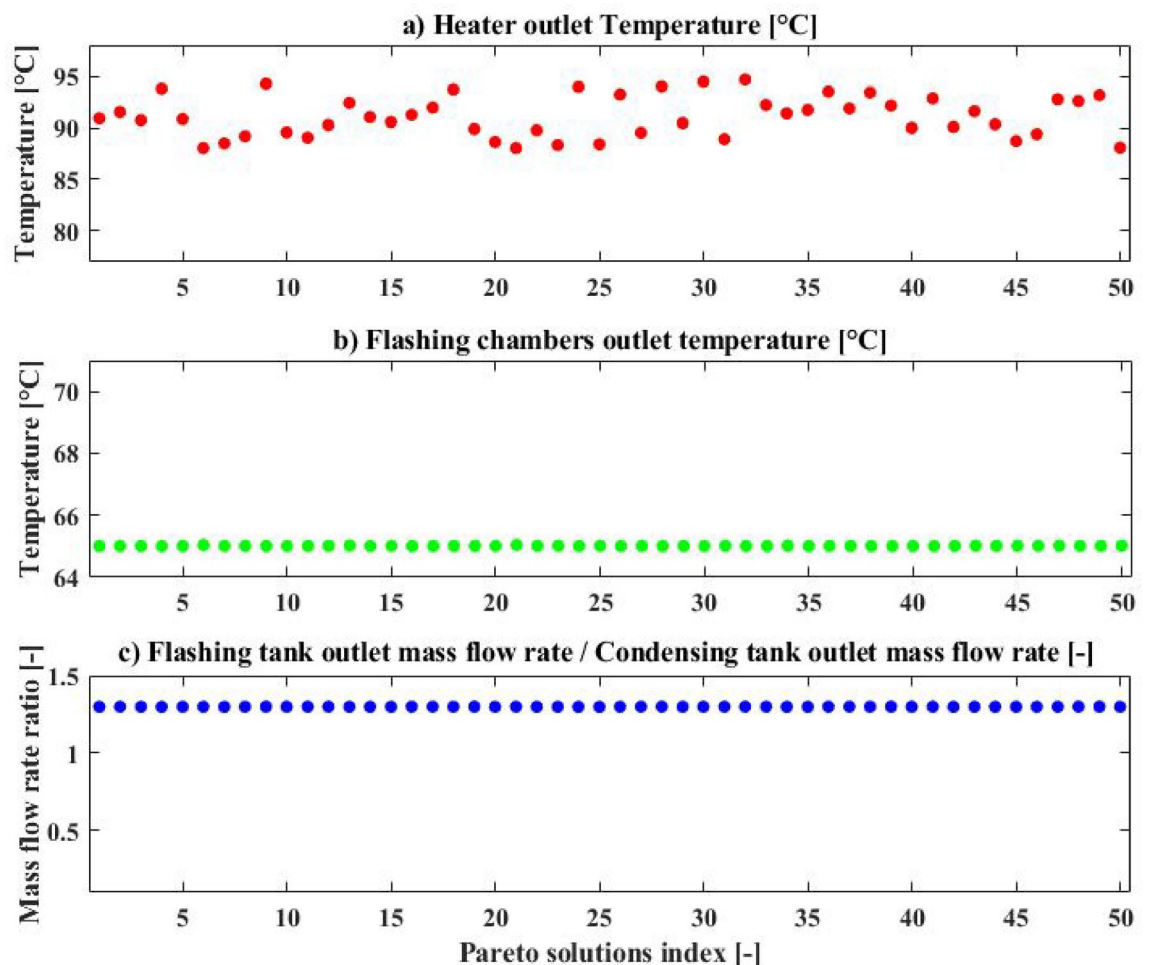 a) Heater outlet Temperature [°C]
Temperature [°C]
95
90
85
80
5 10 15 20 25 30 35 40 45 50
b) Flashing chambers outlet temperature [°C]
Temperature [°C]
70
68
66
64
5 10 15 20 25 30 35 40 45 50
c) Flashing tank outlet mass flow rate / Condensing tank outlet mass flow rate [-]
Mass flow rate ratio [-]
1.5
1
0.5
5 10 15 20 25 30 35 40 45 50
Pareto solutions index [-]